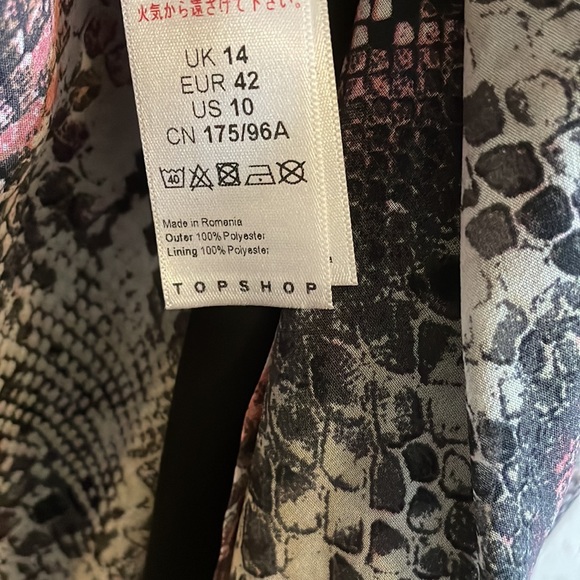 火気から遠ざけて下さい。
UK 14
EUR 42
US 10
CN 175/96A
40
Made in Romania
Outer 100% Polyester
Lining 100% Polyester
TOPSHOP